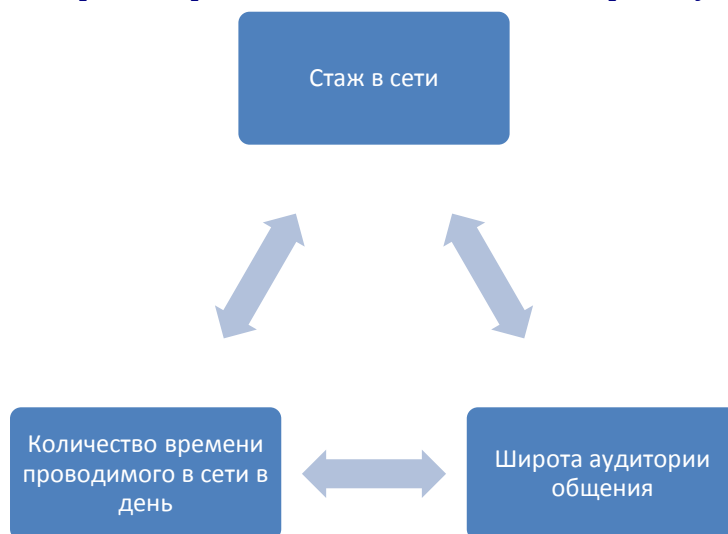 Стаж в сети
Количество времени
проводимого в сети в
день
Широта аудитории
общения